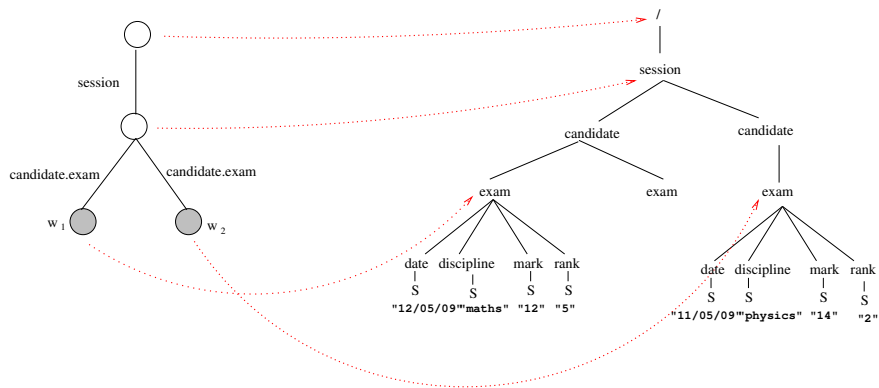 /
session
session
candidate
candidate
candidate.exam candidate.exam
exam exam exam
w 1 w 2
date discipline mark rank date discipline mark rank
S S S S S S S S
"12/05/09" "maths" "12" "5" "11/05/09" "physics" "14" "2"